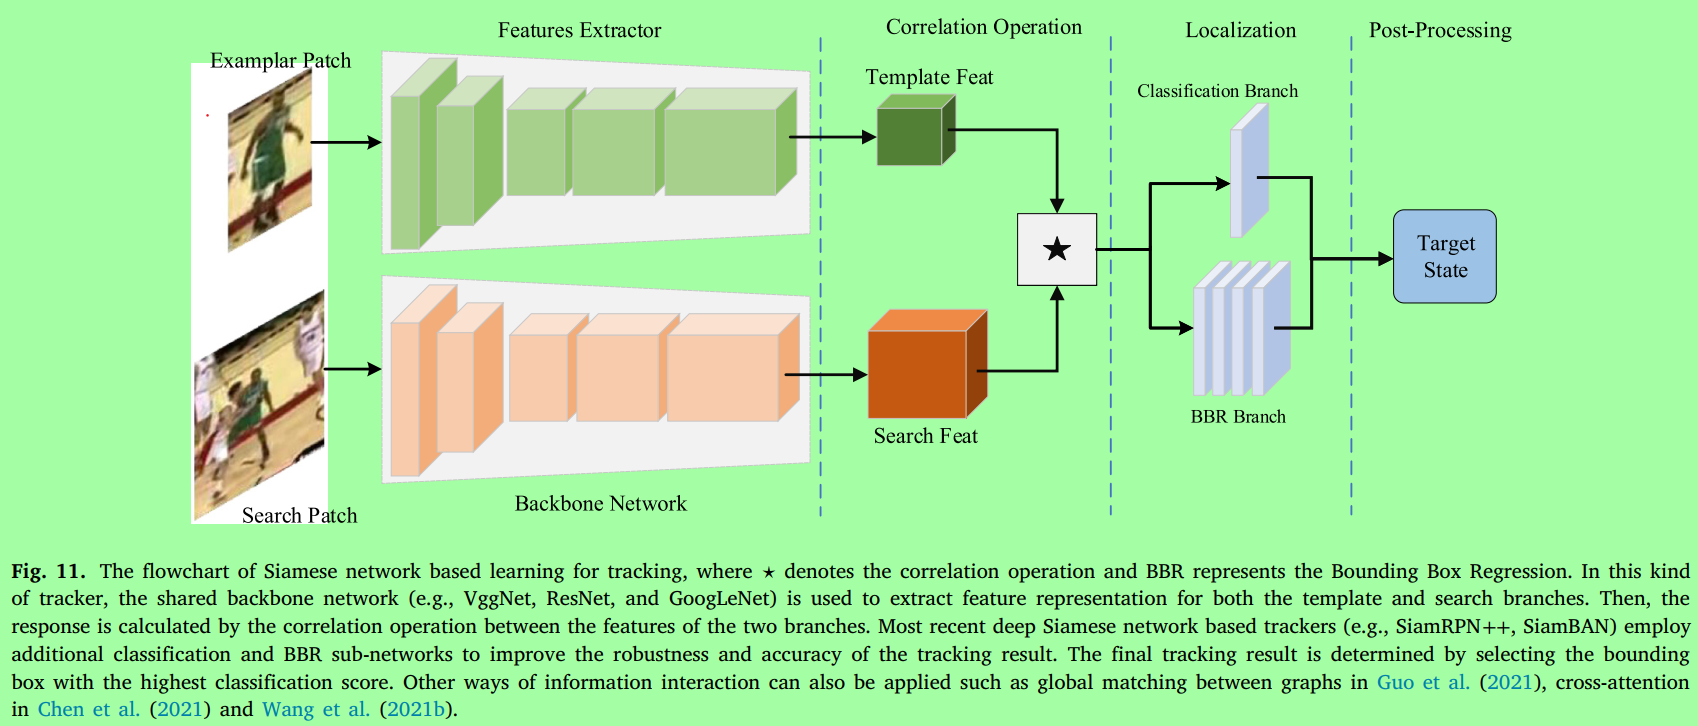 Features Extractor
Correlation Operation
Localization
Post-Processing
Examplar Patch
Template Feat
Classification Branch
★
Target
State
BBR Branch
Search Feat
Backbone Network
Search Patch
Fig. 11. The flowchart of Siamese network based learning for tracking, where ⋆ denotes the correlation operation and BBR represents the Bounding Box Regression. In this kind
of tracker, the shared backbone network (e.g., VggNet, ResNet, and GoogLeNet) is used to extract feature representation for both the template and search branches. Then, the
response is calculated by the correlation operation between the features of the two branches. Most recent deep Siamese network based trackers (e.g., SiamRPN++, SiamBAN) employ
additional classification and BBR sub-networks to improve the robustness and accuracy of the tracking result. The final tracking result is determined by selecting the bounding
box with the highest classification score. Other ways of information interaction can also be applied such as global matching between graphs in Guo et al. (2021), cross-attention
in Chen et al. (2021) and Wang et al. (2021b).